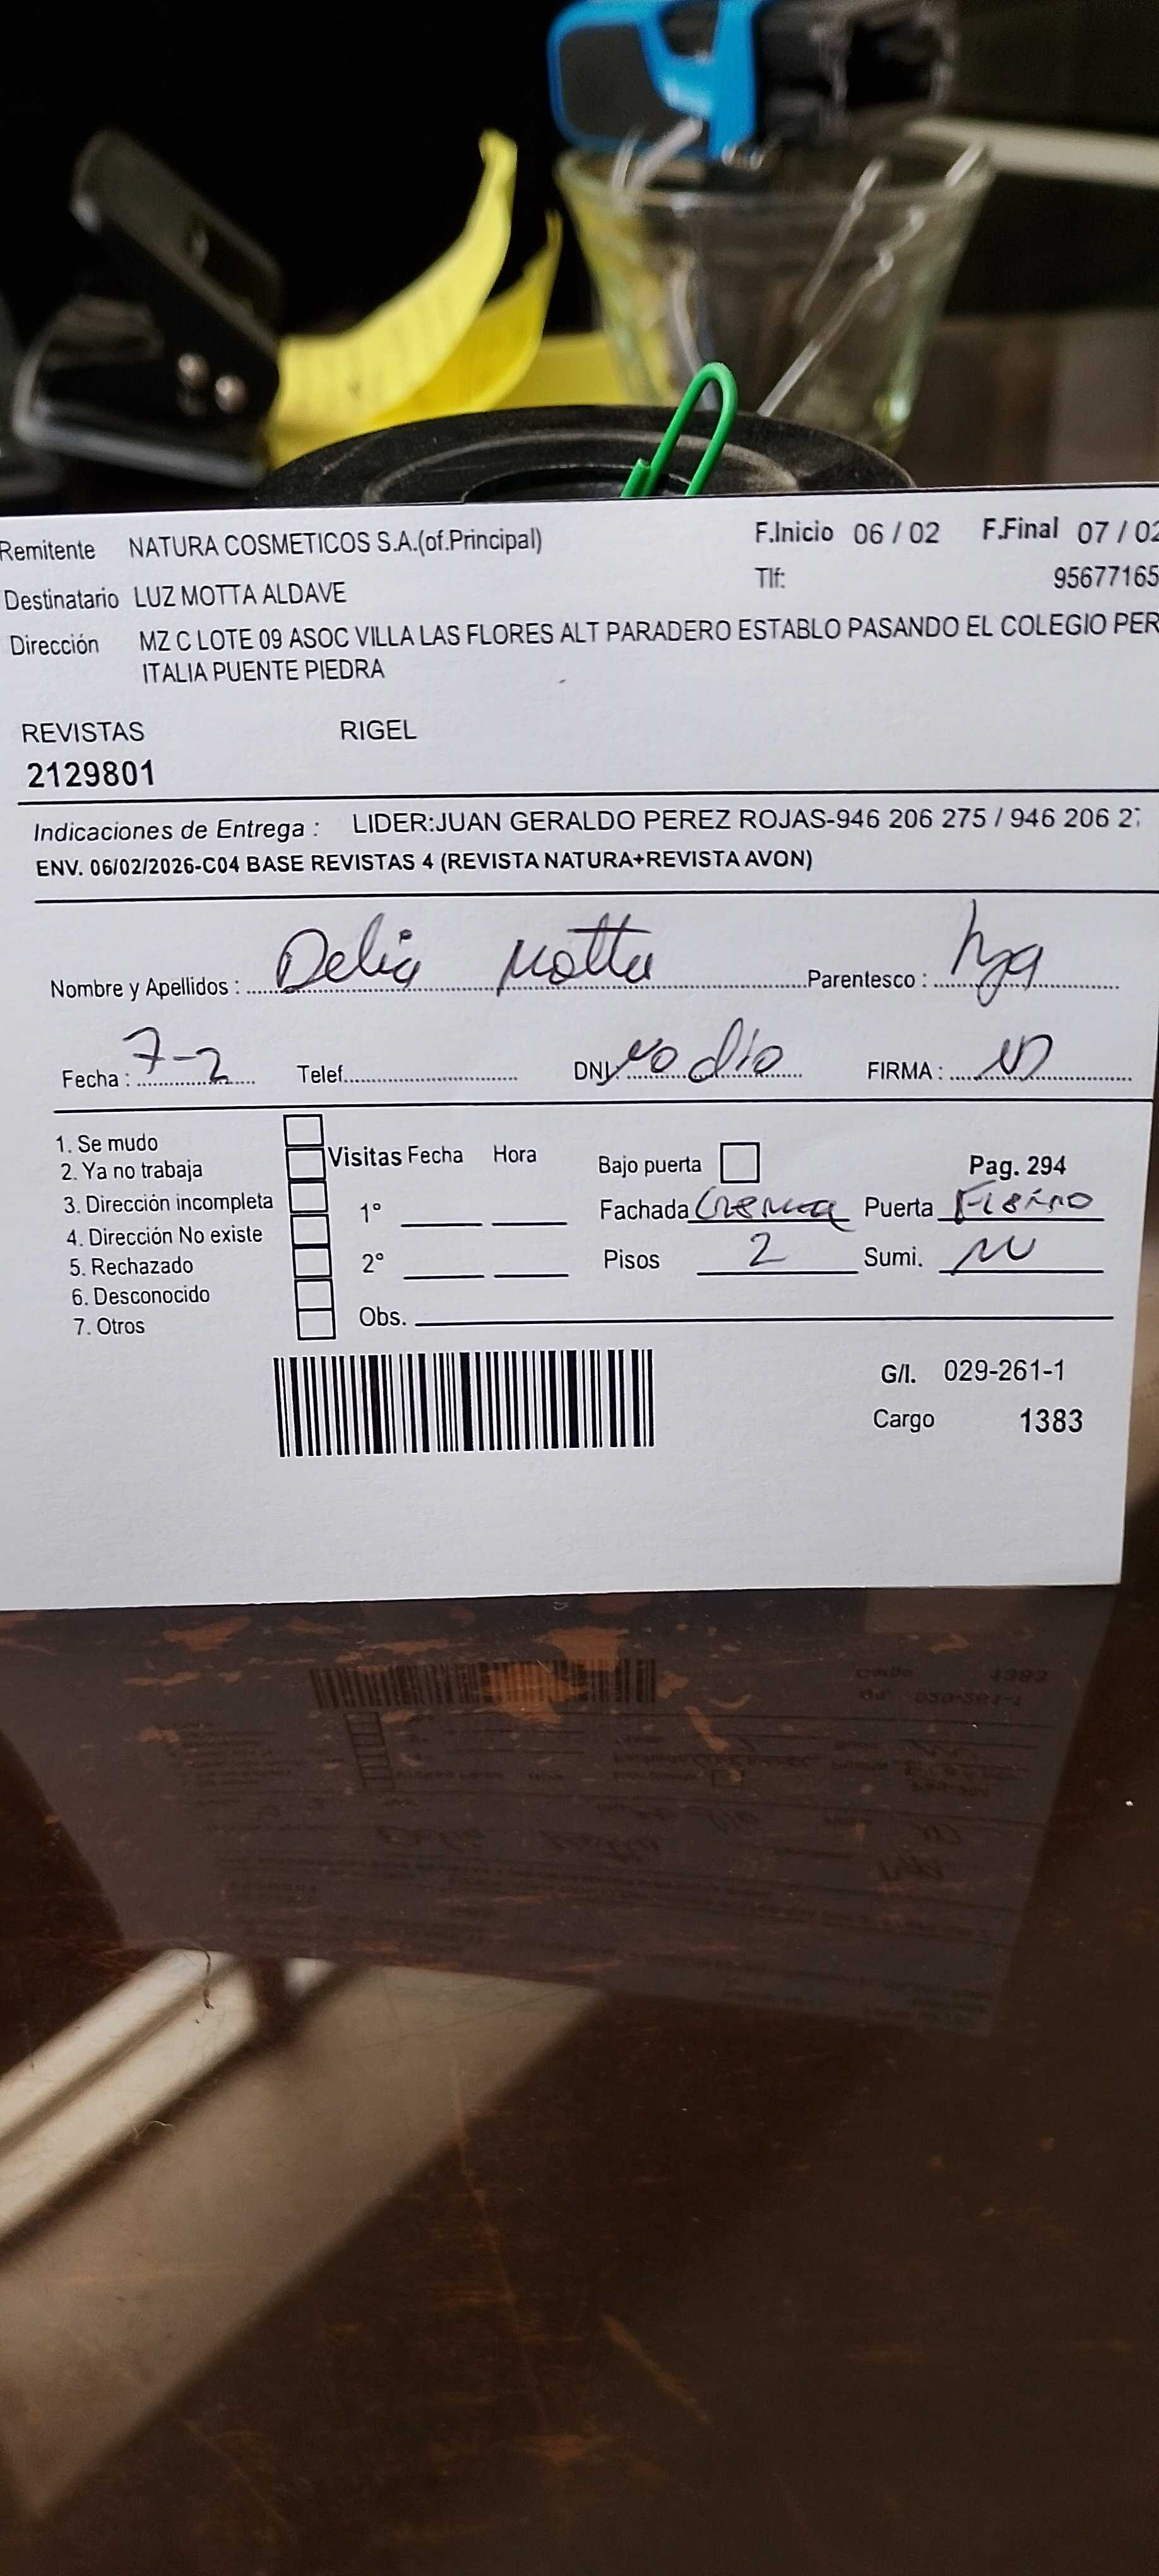 Remitente NATURA COSMETICOS S.A.(of.Principal) F.Inicio 06 / 02 F.Final 07 / 02
Destinatario LUZ MOTTA ALDAVE Tlf: 95677165
Dirección MZ C LOTE 09 ASOC VILLA LAS FLORES ALT PARADERO ESTABLO PASANDO EL COLEGIO PER
ITALIA PUENTE PIEDRA
REVISTAS RIGEL
2129801
Indicaciones de Entrega : LIDER:JUAN GERALDO PEREZ ROJAS-946 206 275 / 946 206 2
ENV. 06/02/2026-C04 BASE REVISTAS 4 (REVISTA NATURA+REVISTA AVON)
Nombre y Apellidos : Delia Motta Parentesco : hija
Fecha : 7-2 Telef. DNI: no dio FIRMA :
1. Se mudo
2. Ya no trabaja Visitas Fecha Hora Bajo puerta Pag. 294
3. Dirección incompleta 1° Fachada Crema Puerta Fierro
4. Dirección No existe
5. Rechazado 2° Pisos 2 Sumi.
6. Desconocido
7. Otros Obs.
G/I. 029-261-1
Cargo 1383